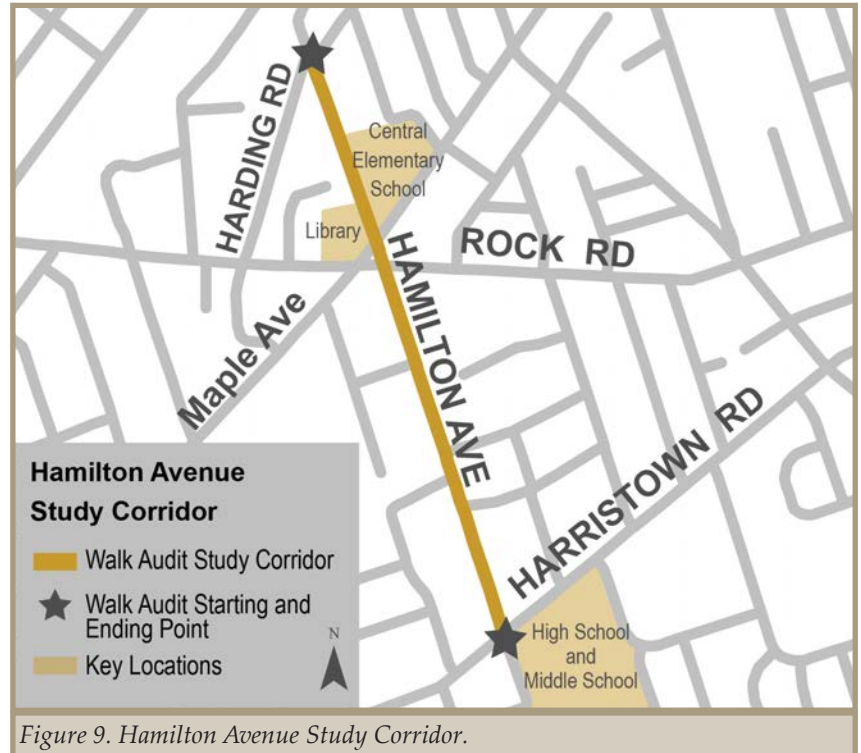 HARDING RD
Central
Elementary
School
Library
ROCK RD
HAMILTON AVE
Maple Ave
HARRISTOWN RD
High School
and
Middle School
Hamilton Avenue
Study Corridor
Walk Audit Study Corridor
Walk Audit Starting and
Ending Point
Key Locations
N
Figure 9. Hamilton Avenue Study Corridor.